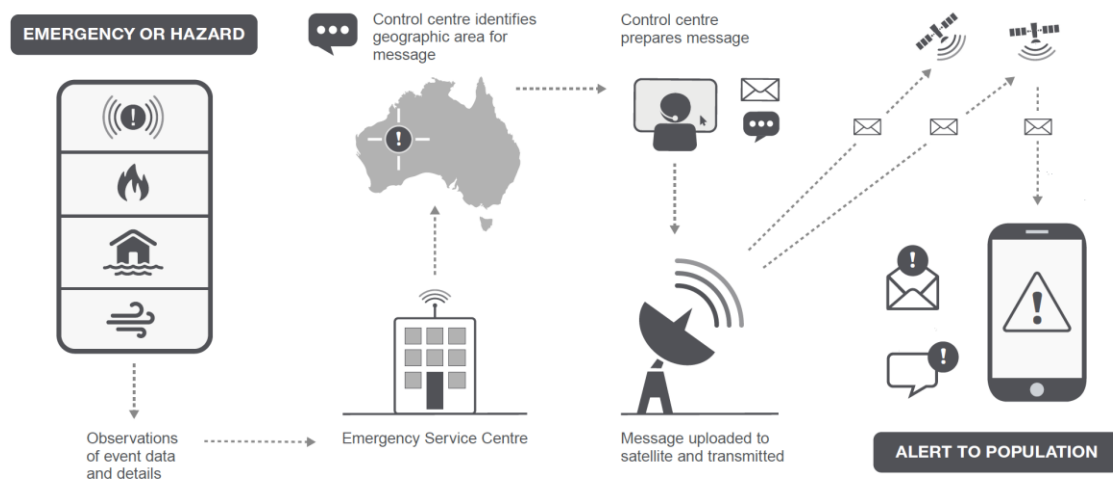 EMERGENCY OR HAZARD
Control centre identifies
geographic area for
message
Control centre
prepares message
Observations
of event data
and details
Emergency Service Centre
Message uploaded to
satellite and transmitted
ALERT TO POPULATION